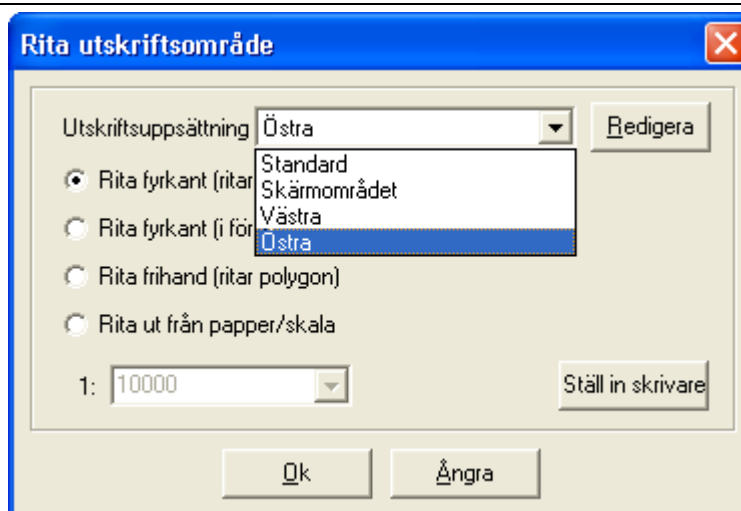 Rita utskriftsområde
Utskriftsuppsättning Östra Redigera
Standard
Rita fyrkant (ritar
Skärmområdet
Västra
Rita fyrkant (i för
Östra
Rita frihand (ritar polygon)
Rita ut från papper/skala
1: 10000 Ställ in skrivare
Ok Ångra